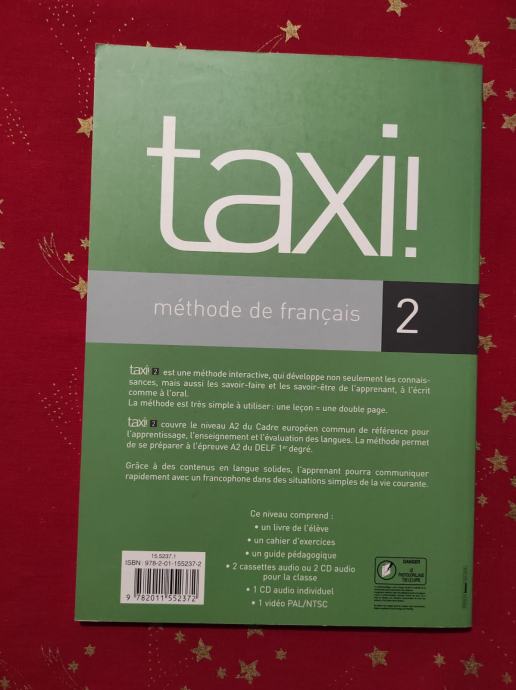 taxi!
méthode de français 2
taxi! 2 est une méthode interactive, qui développe non seulement les connais-
sances, mais aussi les savoir-faire et les savoir-être de l'apprenant, à l'écrit
comme à l'oral.
La méthode est très simple à utiliser : une leçon = une double page.
taxi! 2 couvre le niveau A2 du Cadre européen commun de référence pour
l'apprentissage, l'enseignement et l'évaluation des langues. La méthode permet
de se préparer à l'épreuve A2 du DELF 1er degré.
Grâce à des contenus en langue solides, l'apprenant pourra communiquer
rapidement avec un francophone dans des situations simples de la vie courante.
Ce niveau comprend :
• un livre de l'élève
• un cahier d'exercices
• un guide pédagogique
• 2 cassettes audio ou 2 CD audio
pour la classe
• 1 CD audio individuel
• 1 vidéo PAL/NTSC
15.5237.1
ISBN : 978-2-01-155237-2
9 782011 552372
DANGER
LE
PHOTOCOPILLAGE
TUE LE LIVRE